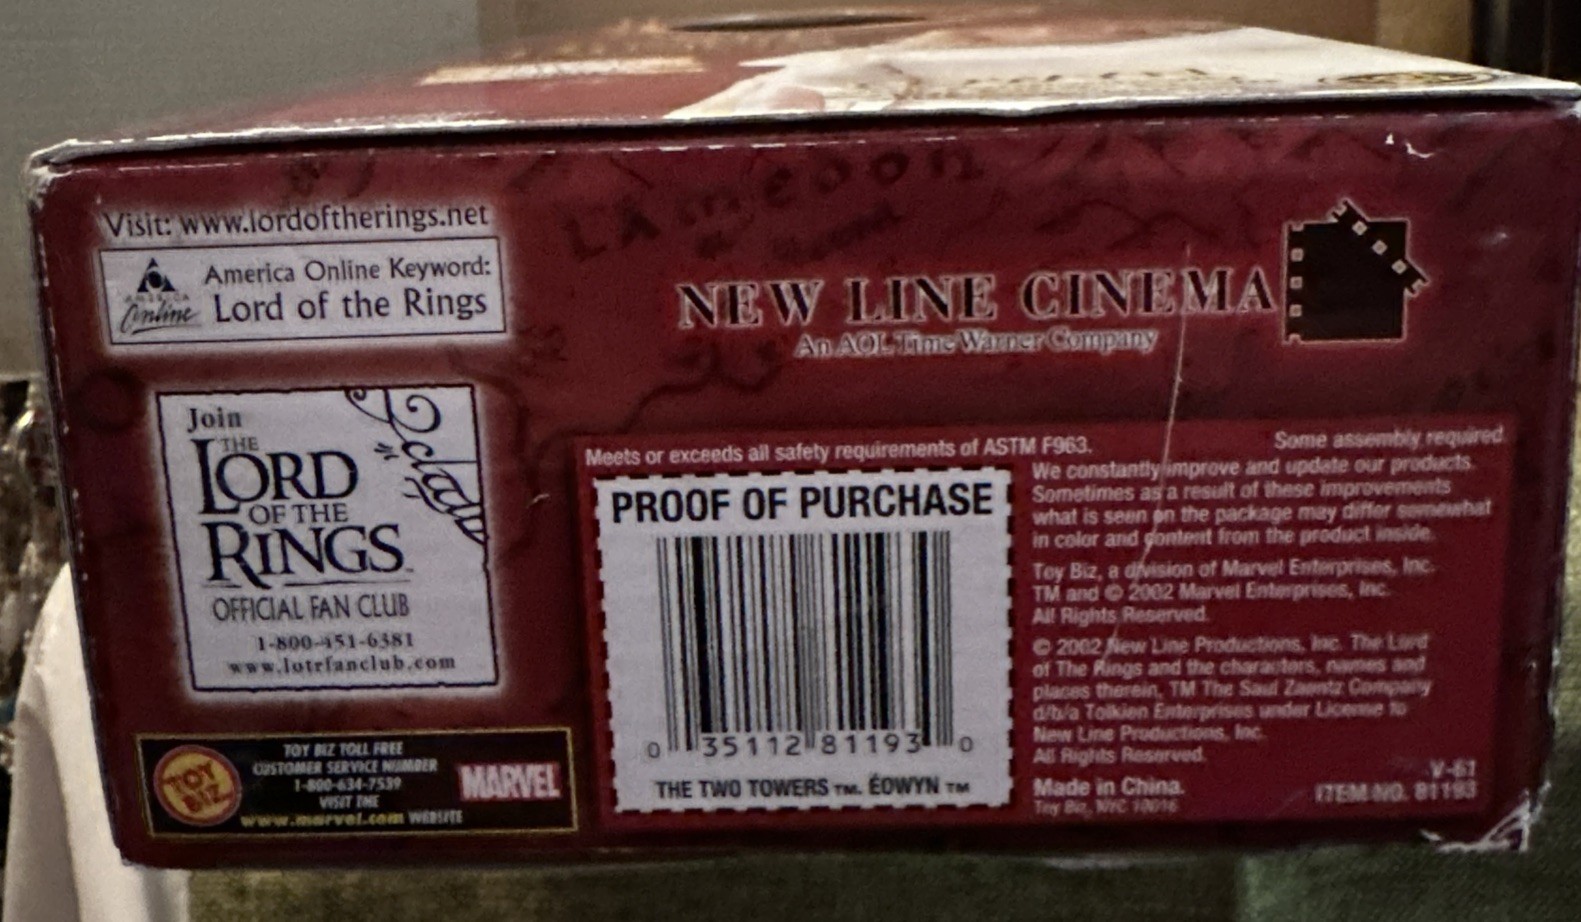 Visit: www.lordoftherings.net
AMERICA
Online
America Online Keyword:
Lord of the Rings
NEW LINE CINEMA
An AOL Time Warner Company
Join
THE
LORD
OF THE
RINGS
OFFICIAL FAN CLUB
1-800-451-6381
www.lotrfanclub.com
TOY
BIZ
TOY BIZ TOLL FREE
CUSTOMER SERVICE NUMBER
1-800-634-7539
VISIT THE
www.marvel.com WEBSITE
MARVEL
Meets or exceeds all safety requirements of ASTM F963.
PROOF OF PURCHASE
0 35112 81193 0
THE TWO TOWERS TM. ÉOWYN TM
Some assembly required.
We constantly improve and update our products.
Sometimes as a result of these improvements
what is seen on the package may differ somewhat
in color and content from the product inside.
Toy Biz, a division of Marvel Enterprises, Inc.
TM and © 2002 Marvel Enterprises, Inc.
All Rights Reserved.
© 2002 New Line Productions, Inc. The Lord
of The Rings and the characters, names and
places therein, TM The Saul Zaentz Company
d/b/a Tolkien Enterprises under License to
New Line Productions, Inc.
All Rights Reserved.
Made in China.
Toy Biz, NYC 10016
V-61
ITEM NO. 81193